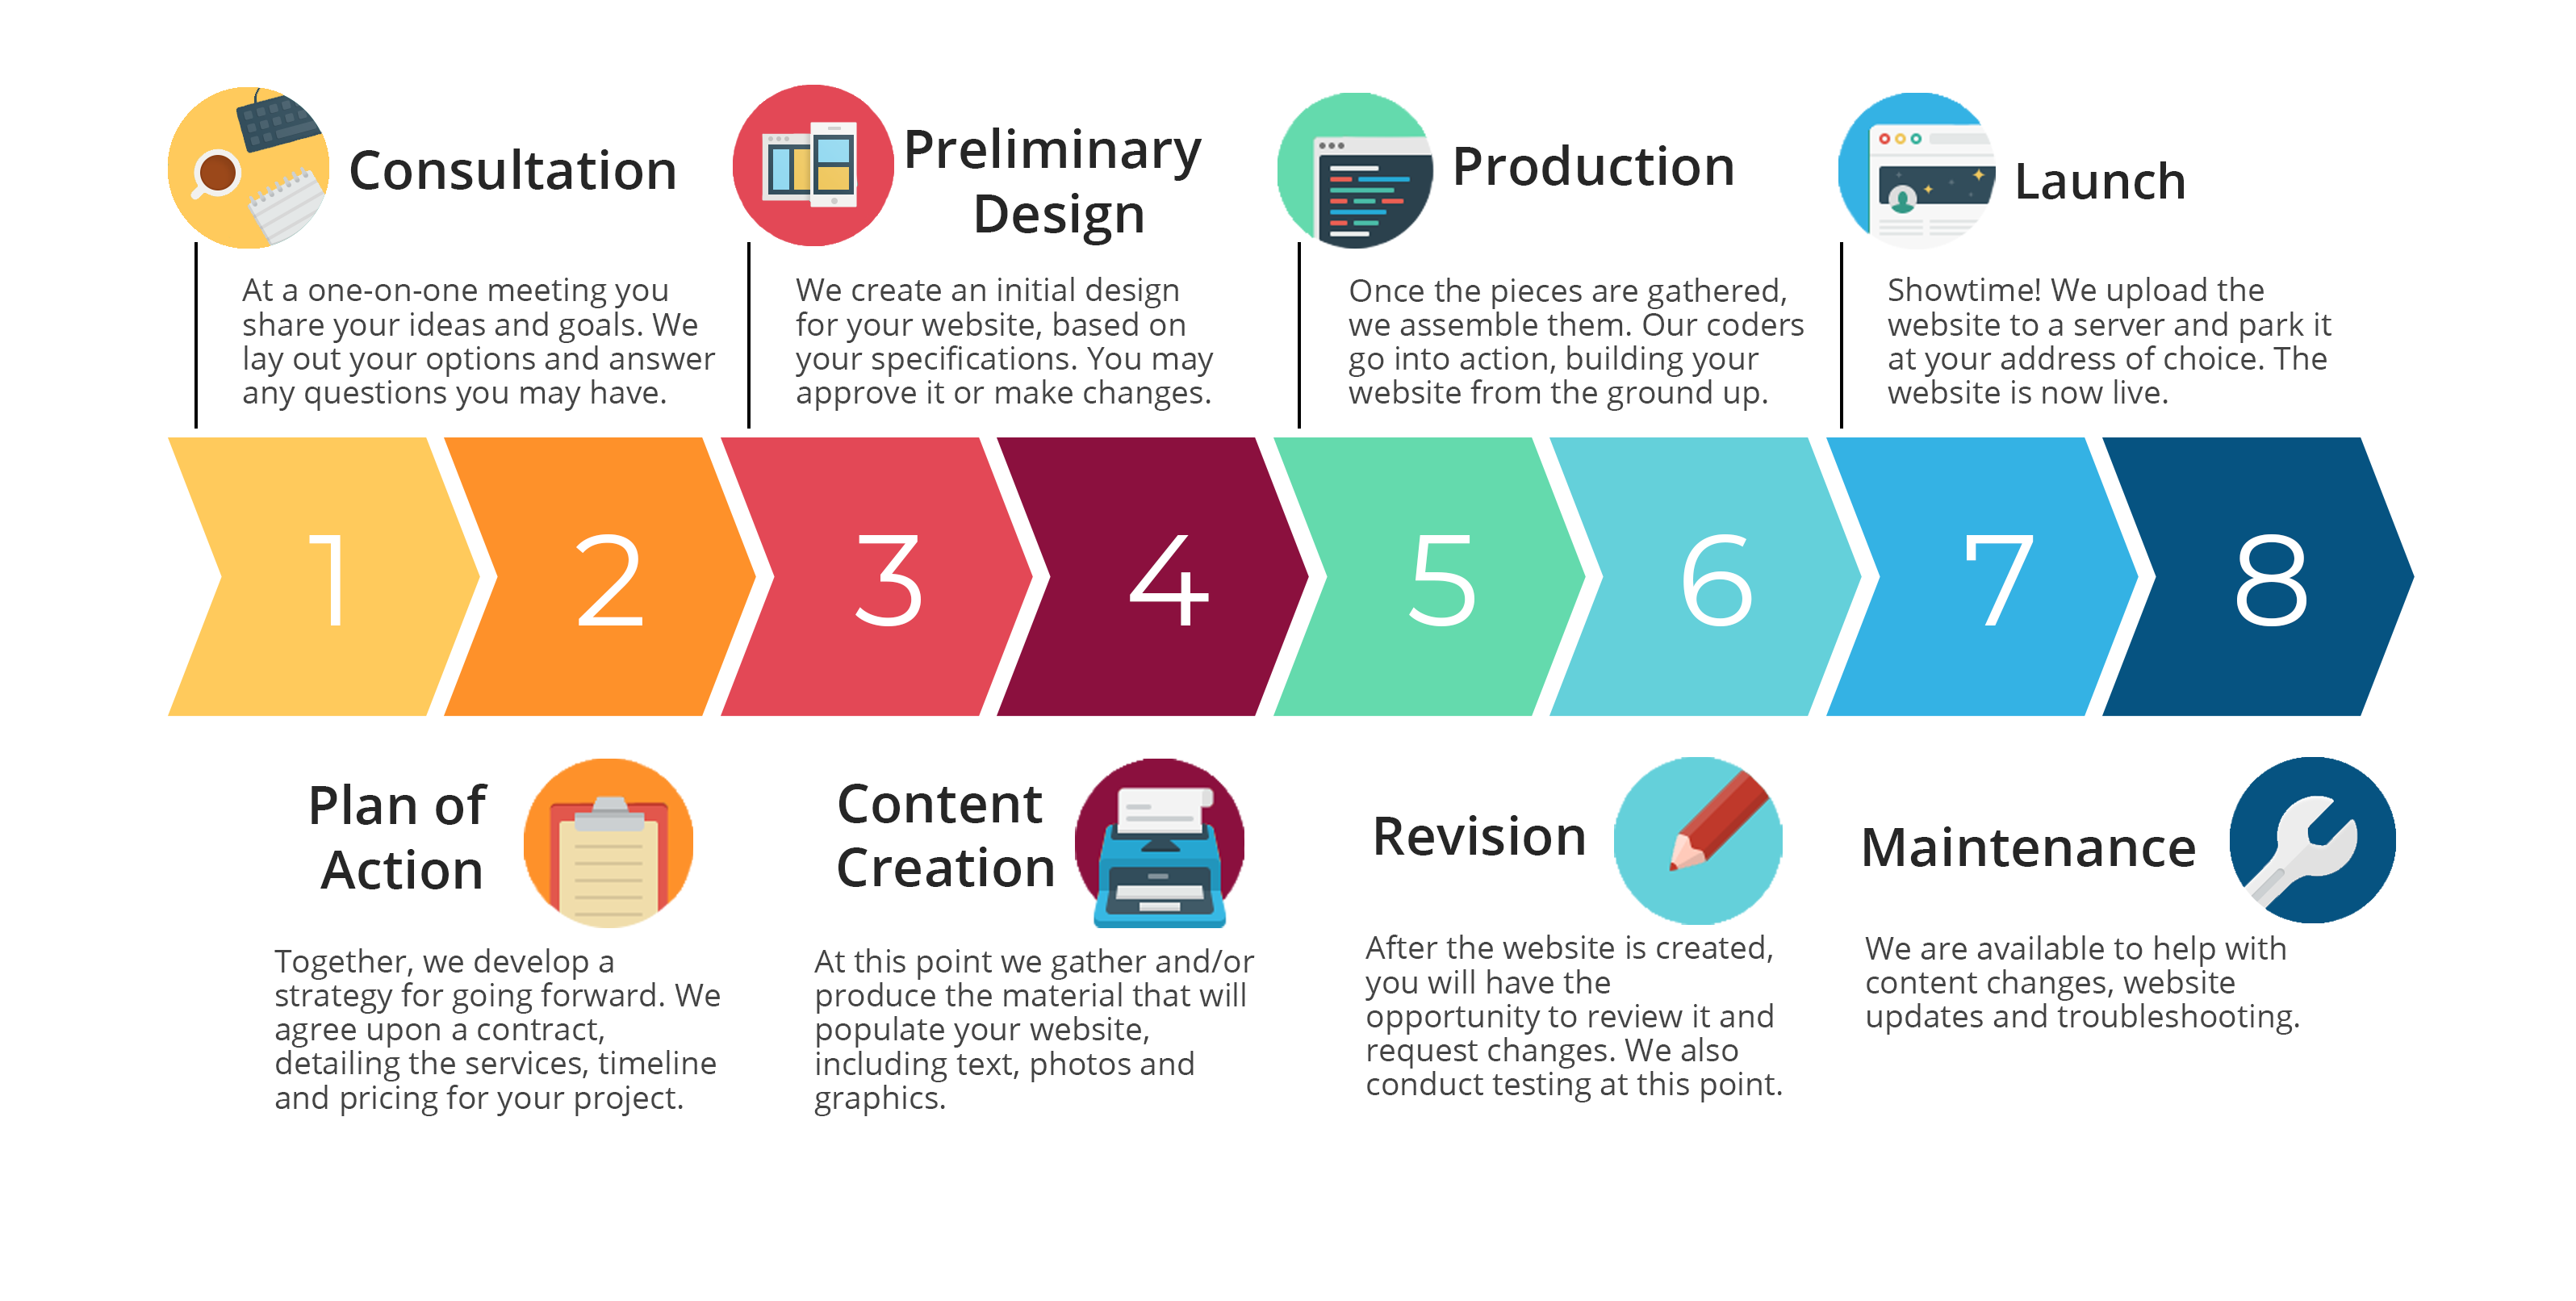 Consultation
At a one-on-one meeting you
share your ideas and goals. We
lay out your options and answer
any questions you may have.
Preliminary
Design
We create an initial design
for your website, based on
your specifications. You may
approve it or make changes.
Production
Once the pieces are gathered,
we assemble them. Our coders
go into action, building your
website from the ground up.
Launch
Showtime! We upload the
website to a server and park it
at your address of choice. The
website is now live.
1
2
3
4
5
6
7
8
Plan of
Action
Together, we develop a
strategy for going forward. We
agree upon a contract,
detailing the services, timeline
and pricing for your project.
Content
Creation
At this point we gather and/or
produce the material that will
populate your website,
including text, photos and
graphics.
Revision
After the website is created,
you will have the
opportunity to review it and
request changes. We also
conduct testing at this point.
Maintenance
We are available to help with
content changes, website
updates and troubleshooting.